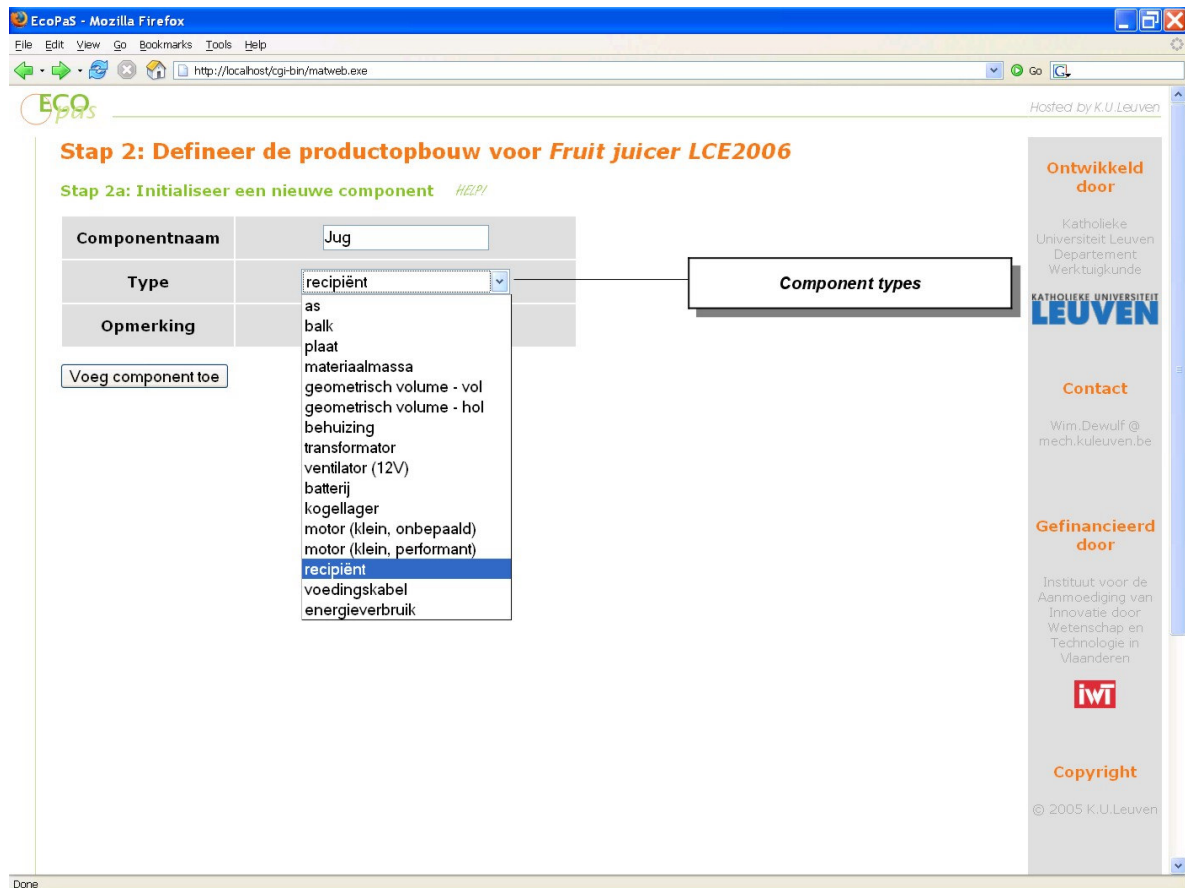 EcoPaS - Mozilla Firefox
File Edit View Go Bookmarks Tools Help
http://localhost/cgi-bin/matweb.exe
Go
ECO
pas
Hosted by K.U.Leuven
Stap 2: Defineer de productopbouw voor Fruit juicer LCE2006
Stap 2a: Initialiseer een nieuwe component HELP!
Componentnaam
Jug
Type
recipiënt
Component types
Opmerking
as
balk
plaat
materiaalmassa
geometrisch volume - vol
geometrisch volume - hol
behuizing
transformator
ventilator (12V)
batterij
kogellager
motor (klein, onbepaald)
motor (klein, performant)
recipiënt
voedingskabel
energieverbruik
Voeg component toe
Ontwikkeld
door
Katholieke
Universiteit Leuven
Departement
Werktuigkunde
KATHOLIEKE UNIVERSITEIT
LEUVEN
Contact
Wim.Dewulf @
mech.kuleuven.be
Gefinancieerd
door
Instituut voor de
Aanmoediging van
Innovatie door
Wetenschap en
Technologie in
Vlaanderen
iwT
Copyright
© 2005 K.U.Leuven
Done